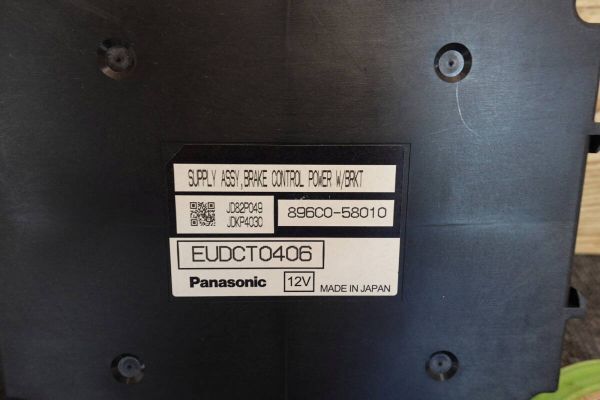 SUPPLY ASSY,BRAKE CONTROL POWER W/BRKT
JD82P049
JDKP4030
896C0-58010
EUDCT0406
Panasonic 12V MADE IN JAPAN